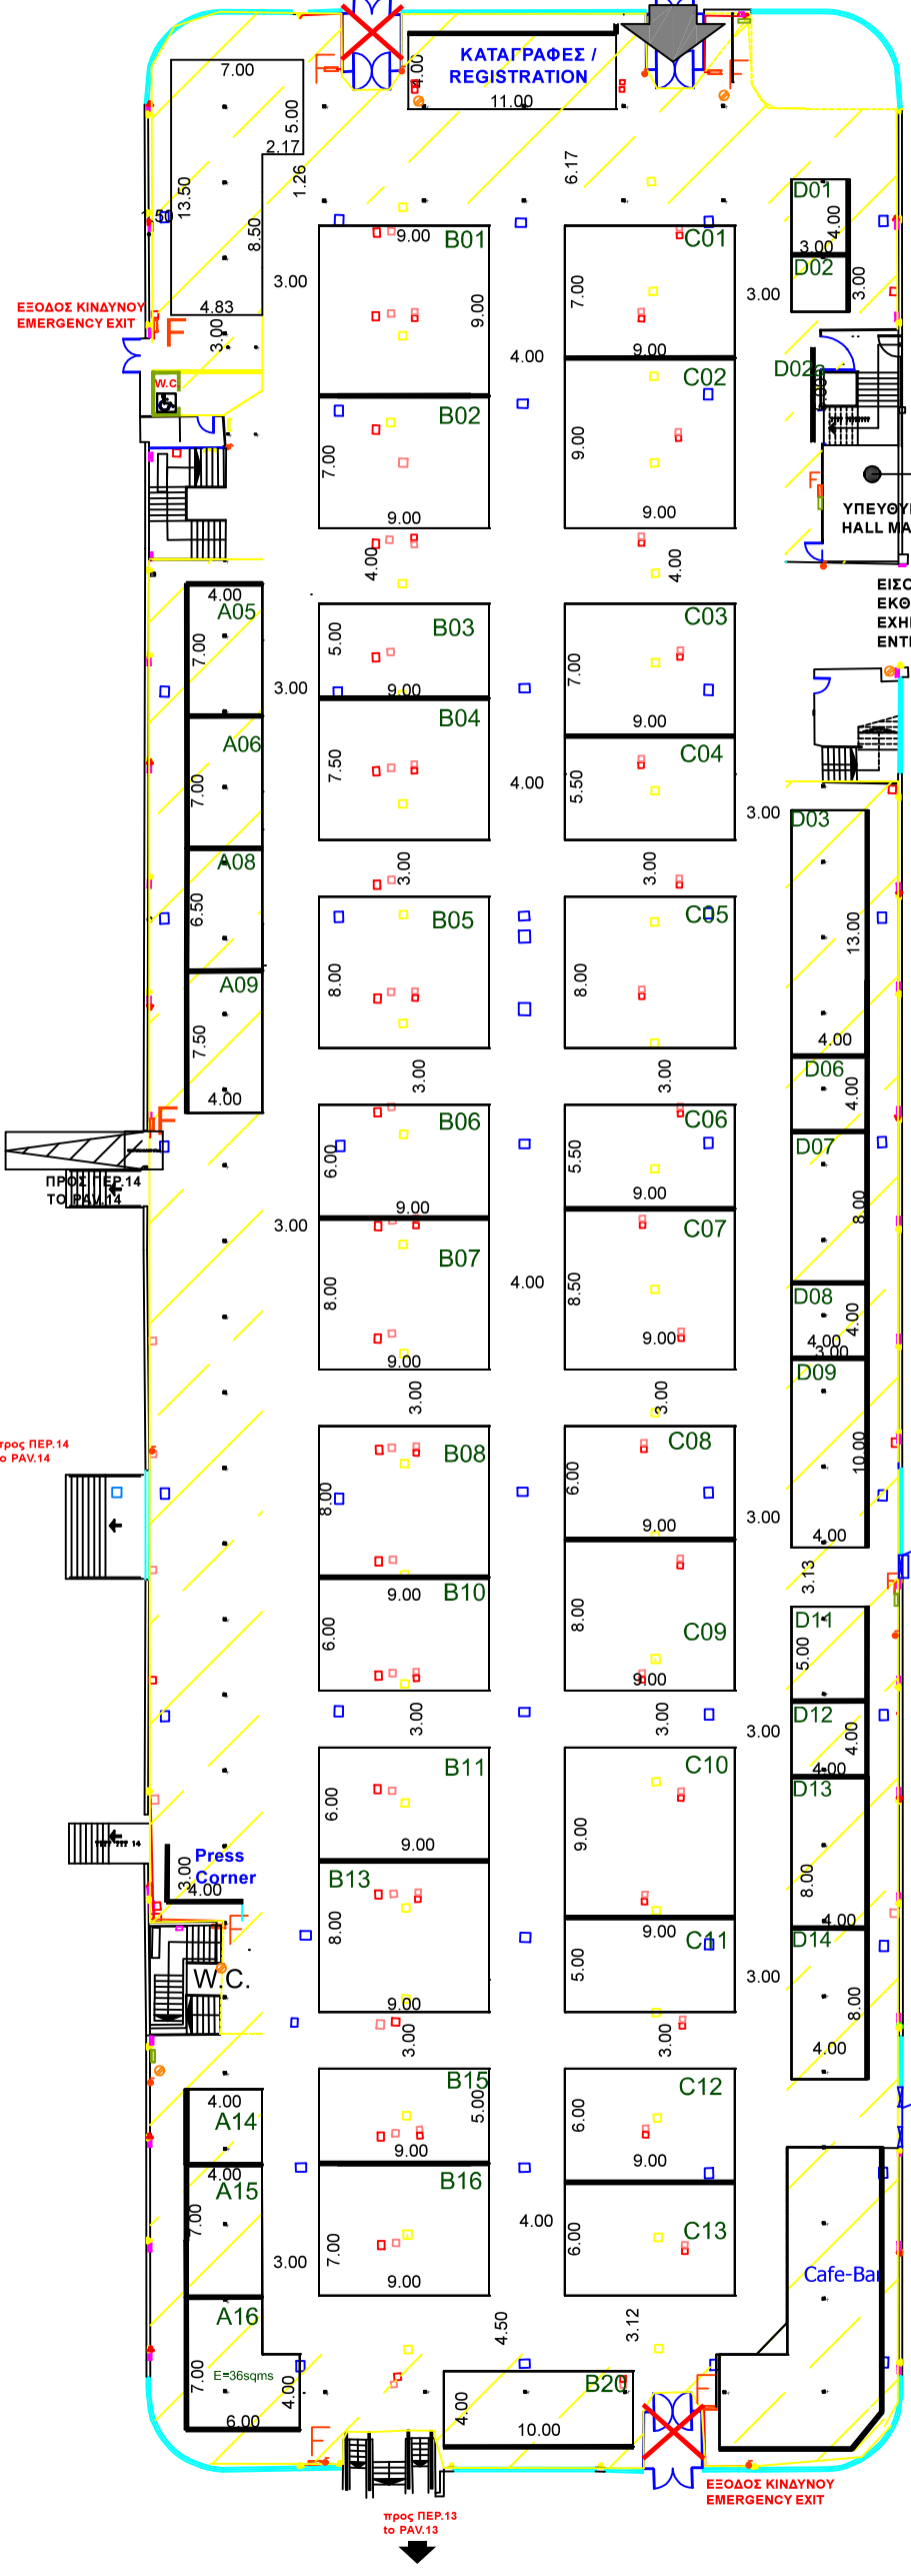 ΚΑΤΑΓΡΑΦΕΣ /
REGISTRATION
4.00
11.00
7.00
5.00
2.17
1.26
13.50
8.50
4.83
3.00
6.17
ΕΞΟΔΟΣ ΚΙΝΔΥΝΟΥ
EMERGENCY EXIT
F
W.C
3.00
B01
9.00
9.00
C01
7.00
9.00
D01
4.00
3.00
D02
3.00
3.00
4.00
B02
7.00
9.00
C02
9.00
9.00
D02a
F
HALL MA
4.00
4.00
A05
4.00
7.00
3.00
B03
5.00
9.00
C03
7.00
9.00
A06
7.00
B04
7.50
4.00
C04
5.50
3.00
D03
13.00
4.00
A08
6.50
3.00
3.00
B05
8.00
C05
8.00
A09
7.50
4.00
3.00
3.00
D06
4.00
F
ΠΡΟΣ ΠΕΡ.14
TO PAV.14
B06
6.00
9.00
C06
5.50
9.00
D07
8.00
3.00
B07
8.00
9.00
4.00
C07
8.50
9.00
D08
4.00
4.00
3.00
3.00
3.00
D09
10.00
4.00
προς ΠΕΡ.14
to PAV.14
B08
8.00
C08
6.00
9.00
3.00
3.13
F
B10
9.00
6.00
C09
8.00
9.00
D11
5.00
3.00
3.00
3.00
D12
4.00
4.00
B11
6.00
9.00
C10
9.00
9.00
D13
8.00
4.00
Press
Corner
3.00
4.00
F
W.C.
B13
8.00
9.00
C11
5.00
3.00
D14
8.00
4.00
3.00
3.00
A14
4.00
B15
5.00
9.00
C12
6.00
9.00
A15
4.00
7.00
3.00
B16
7.00
9.00
4.00
C13
6.00
Cafe-Bar
A16
E=36sqms
7.00
4.00
6.00
4.50
3.12
B20
4.00
10.00
F
F
ΕΞΟΔΟΣ ΚΙΝΔΥΝΟΥ
EMERGENCY EXIT
προς ΠΕΡ.13
to PAV.13